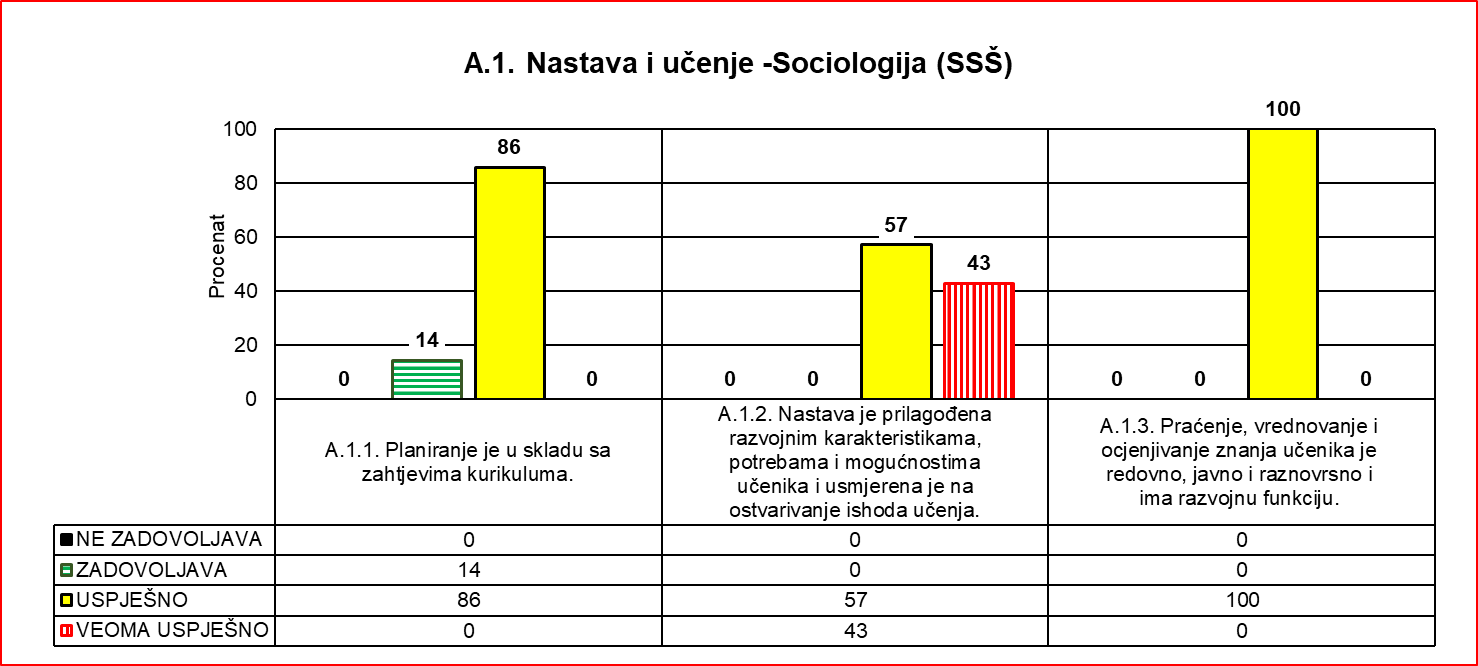 A.1. Nastava i učenje -Sociologija (SSŠ)
Procenat
100
80
60
40
20
0
0
14
86
0
0
0
57
43
0
0
100
0
A.1.1. Planiranje je u skladu sa
zahtjevima kurikuluma.
A.1.2. Nastava je prilagođena
razvojnim karakteristikama,
potrebama i mogućnostima
učenika i usmjerena je na
ostvarivanje ishoda učenja.
A.1.3. Praćenje, vrednovanje i
ocjenjivanje znanja učenika je
redovno, javno i raznovrsno i
ima razvojnu funkciju.
NE ZADOVOLJAVA 0 0 0
ZADOVOLJAVA 14 0 0
USPJEŠNO 86 57 100
VEOMA USPJEŠNO 0 43 0